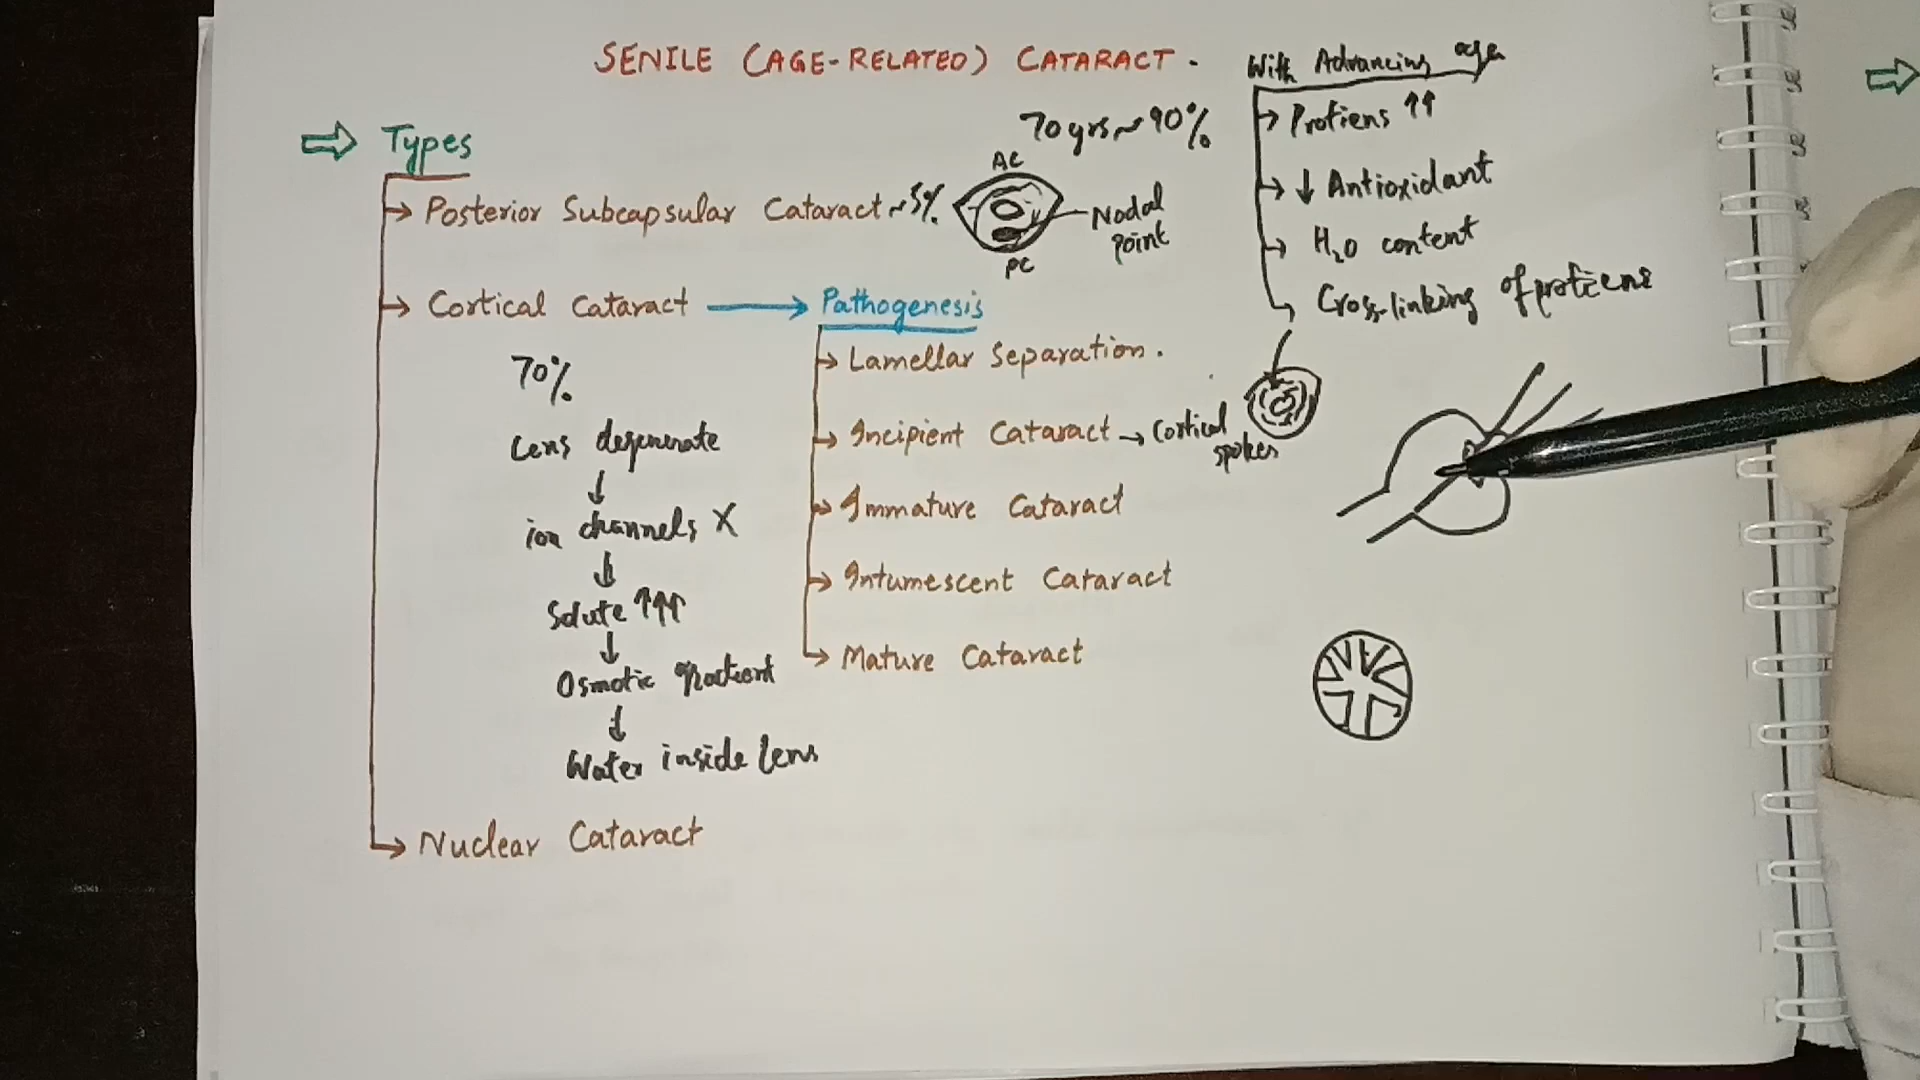 SENILE (AGE-RELATED) CATARACT.
With Advancing age
Protiens ↑↑
↓ Antioxidant
H₂O content
Cross-linking of protiens
70 yrs ~ 90%
⇒ Types
Posterior Subcapsular Cataract ~5%
AC
Nodal
point
PC
Cortical Cataract → Pathogenesis
Lamellar Separation.
Incipient Cataract → Cortical
spokes
Immature Cataract
Intumescent Cataract
Mature Cataract
70%
Lens degenerate
↓
ion channels X
↓
Solute ↑↑↑
↓
Osmotic gradient
↓
Water inside lens
Nuclear Cataract